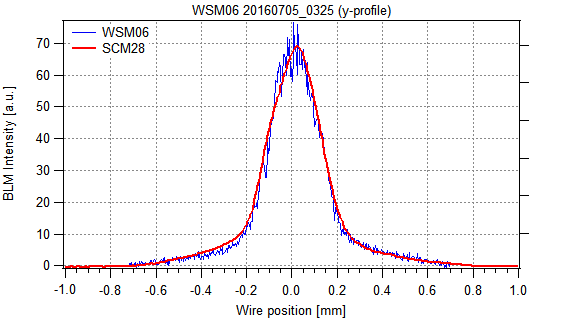 WSM06 20160705_0325 (y-profile)
WSM06
SCM28
BLM Intensity [a.u.]
70
60
50
40
30
20
10
0
-1.0 -0.8 -0.6 -0.4 -0.2 0.0 0.2 0.4 0.6 0.8 1.0
Wire position [mm]